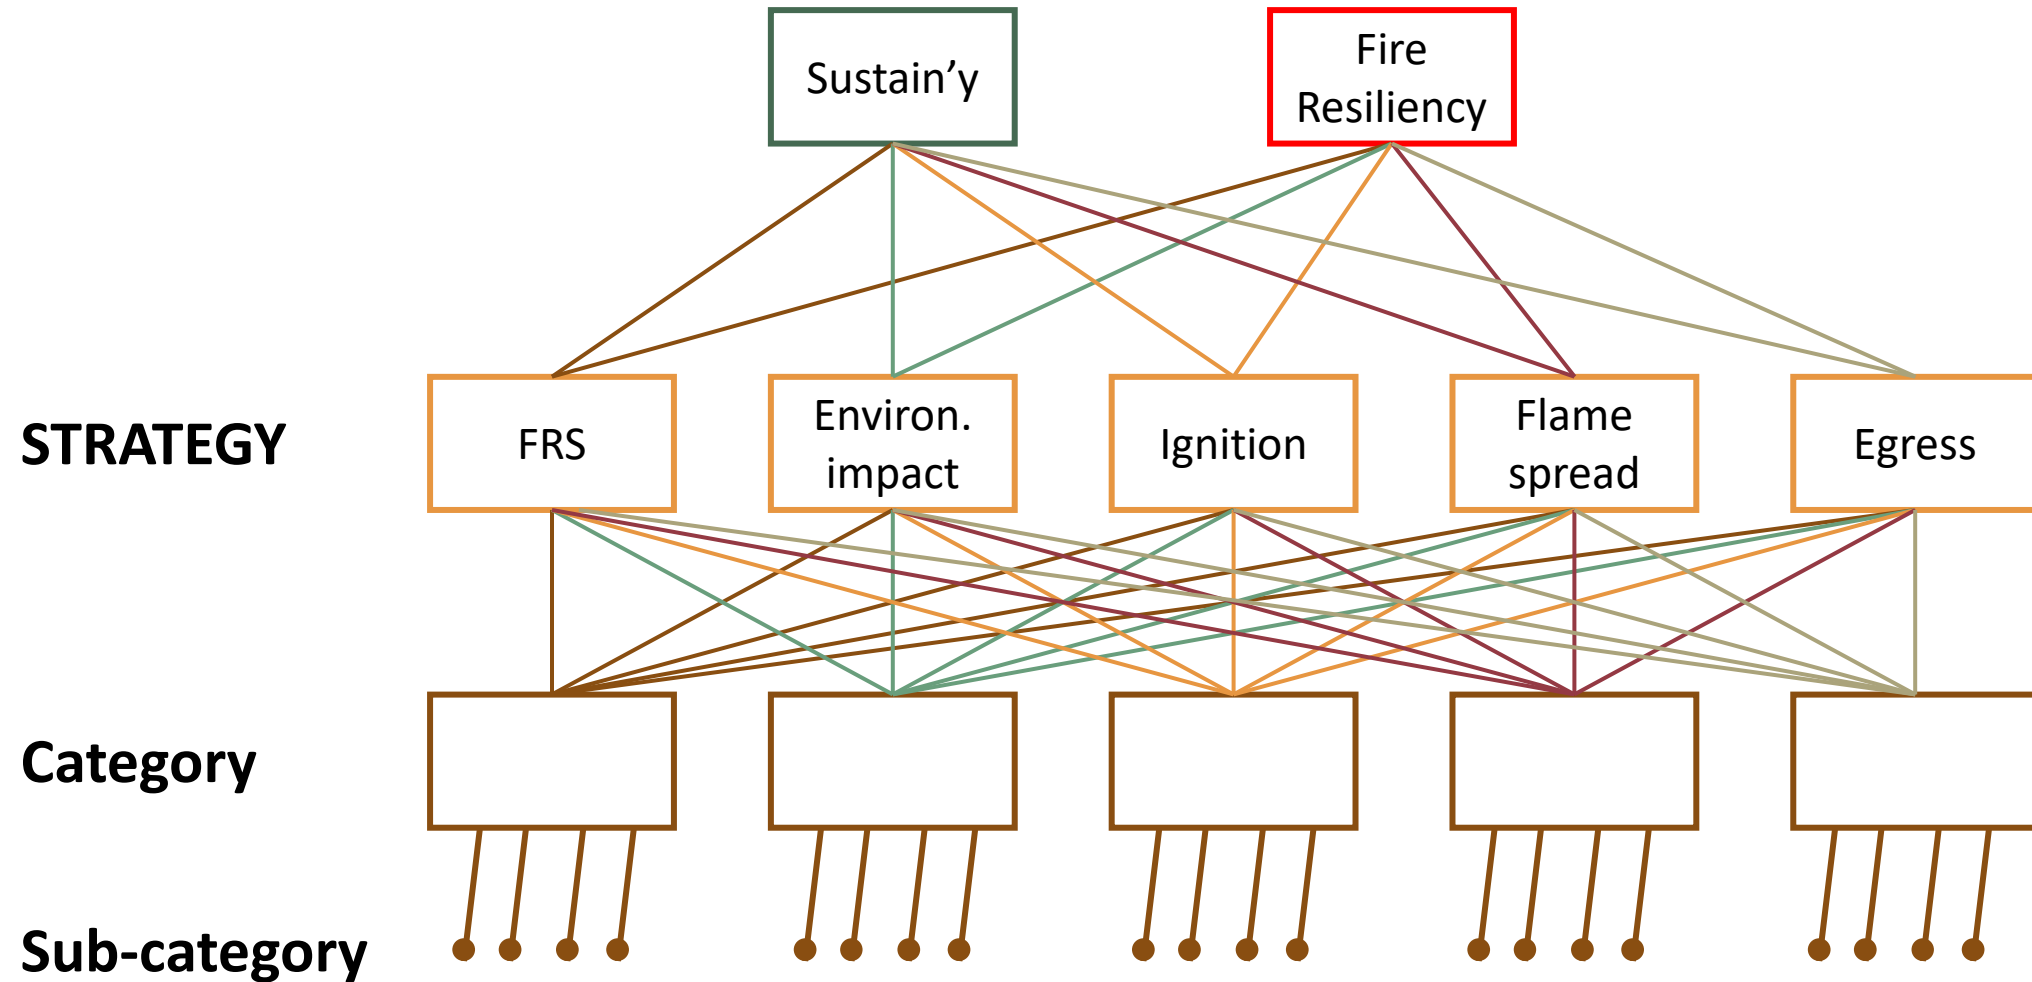 Sustain’y
Fire
Resiliency
STRATEGY
FRS
Environ.
impact
Ignition
Flame
spread
Egress
Category
Sub-category